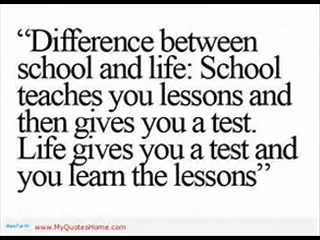 “Difference between
school and life: School
teaches you lessons and
then gives you a test.
Life gives you a test and
you learn the lessons”
www.MyQuotesHome.com